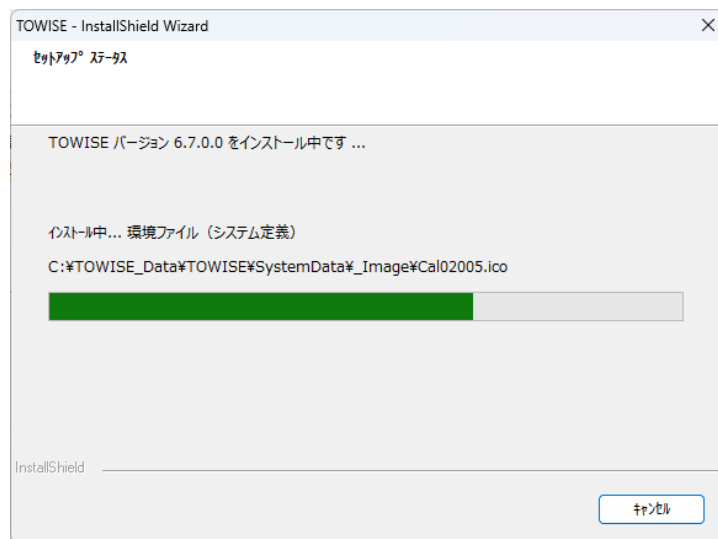 TOWISE - InstallShield Wizard
ｾｯﾄｱｯﾌﾟ ｽﾃｰﾀｽ
TOWISE バージョン 6.7.0.0 をインストール中です ...
ｲﾝｽﾄｰﾙ中... 環境ファイル（システム定義）
C:¥TOWISE_Data¥TOWISE¥SystemData¥_Image¥Cal02005.ico
InstallShield
ｷｬﾝｾﾙ